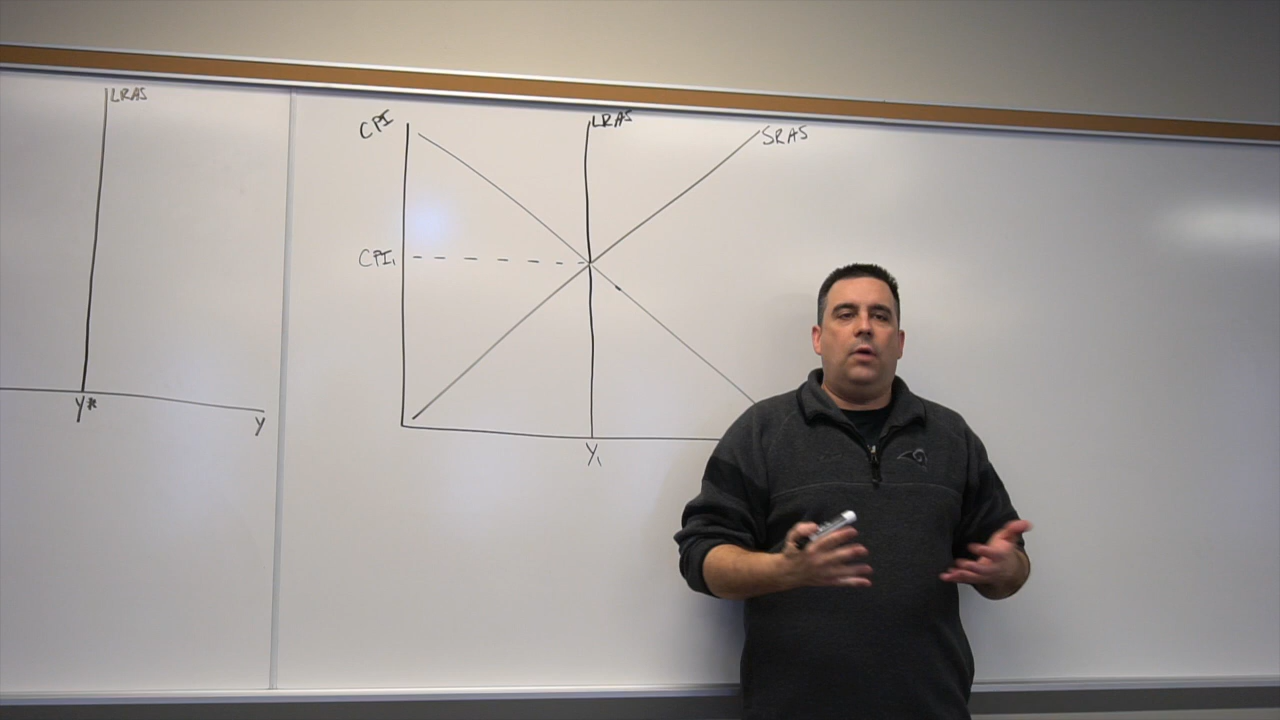 LRAS
Y*
Y
CPI
LRAS
SRAS
CPI₁
Y₁